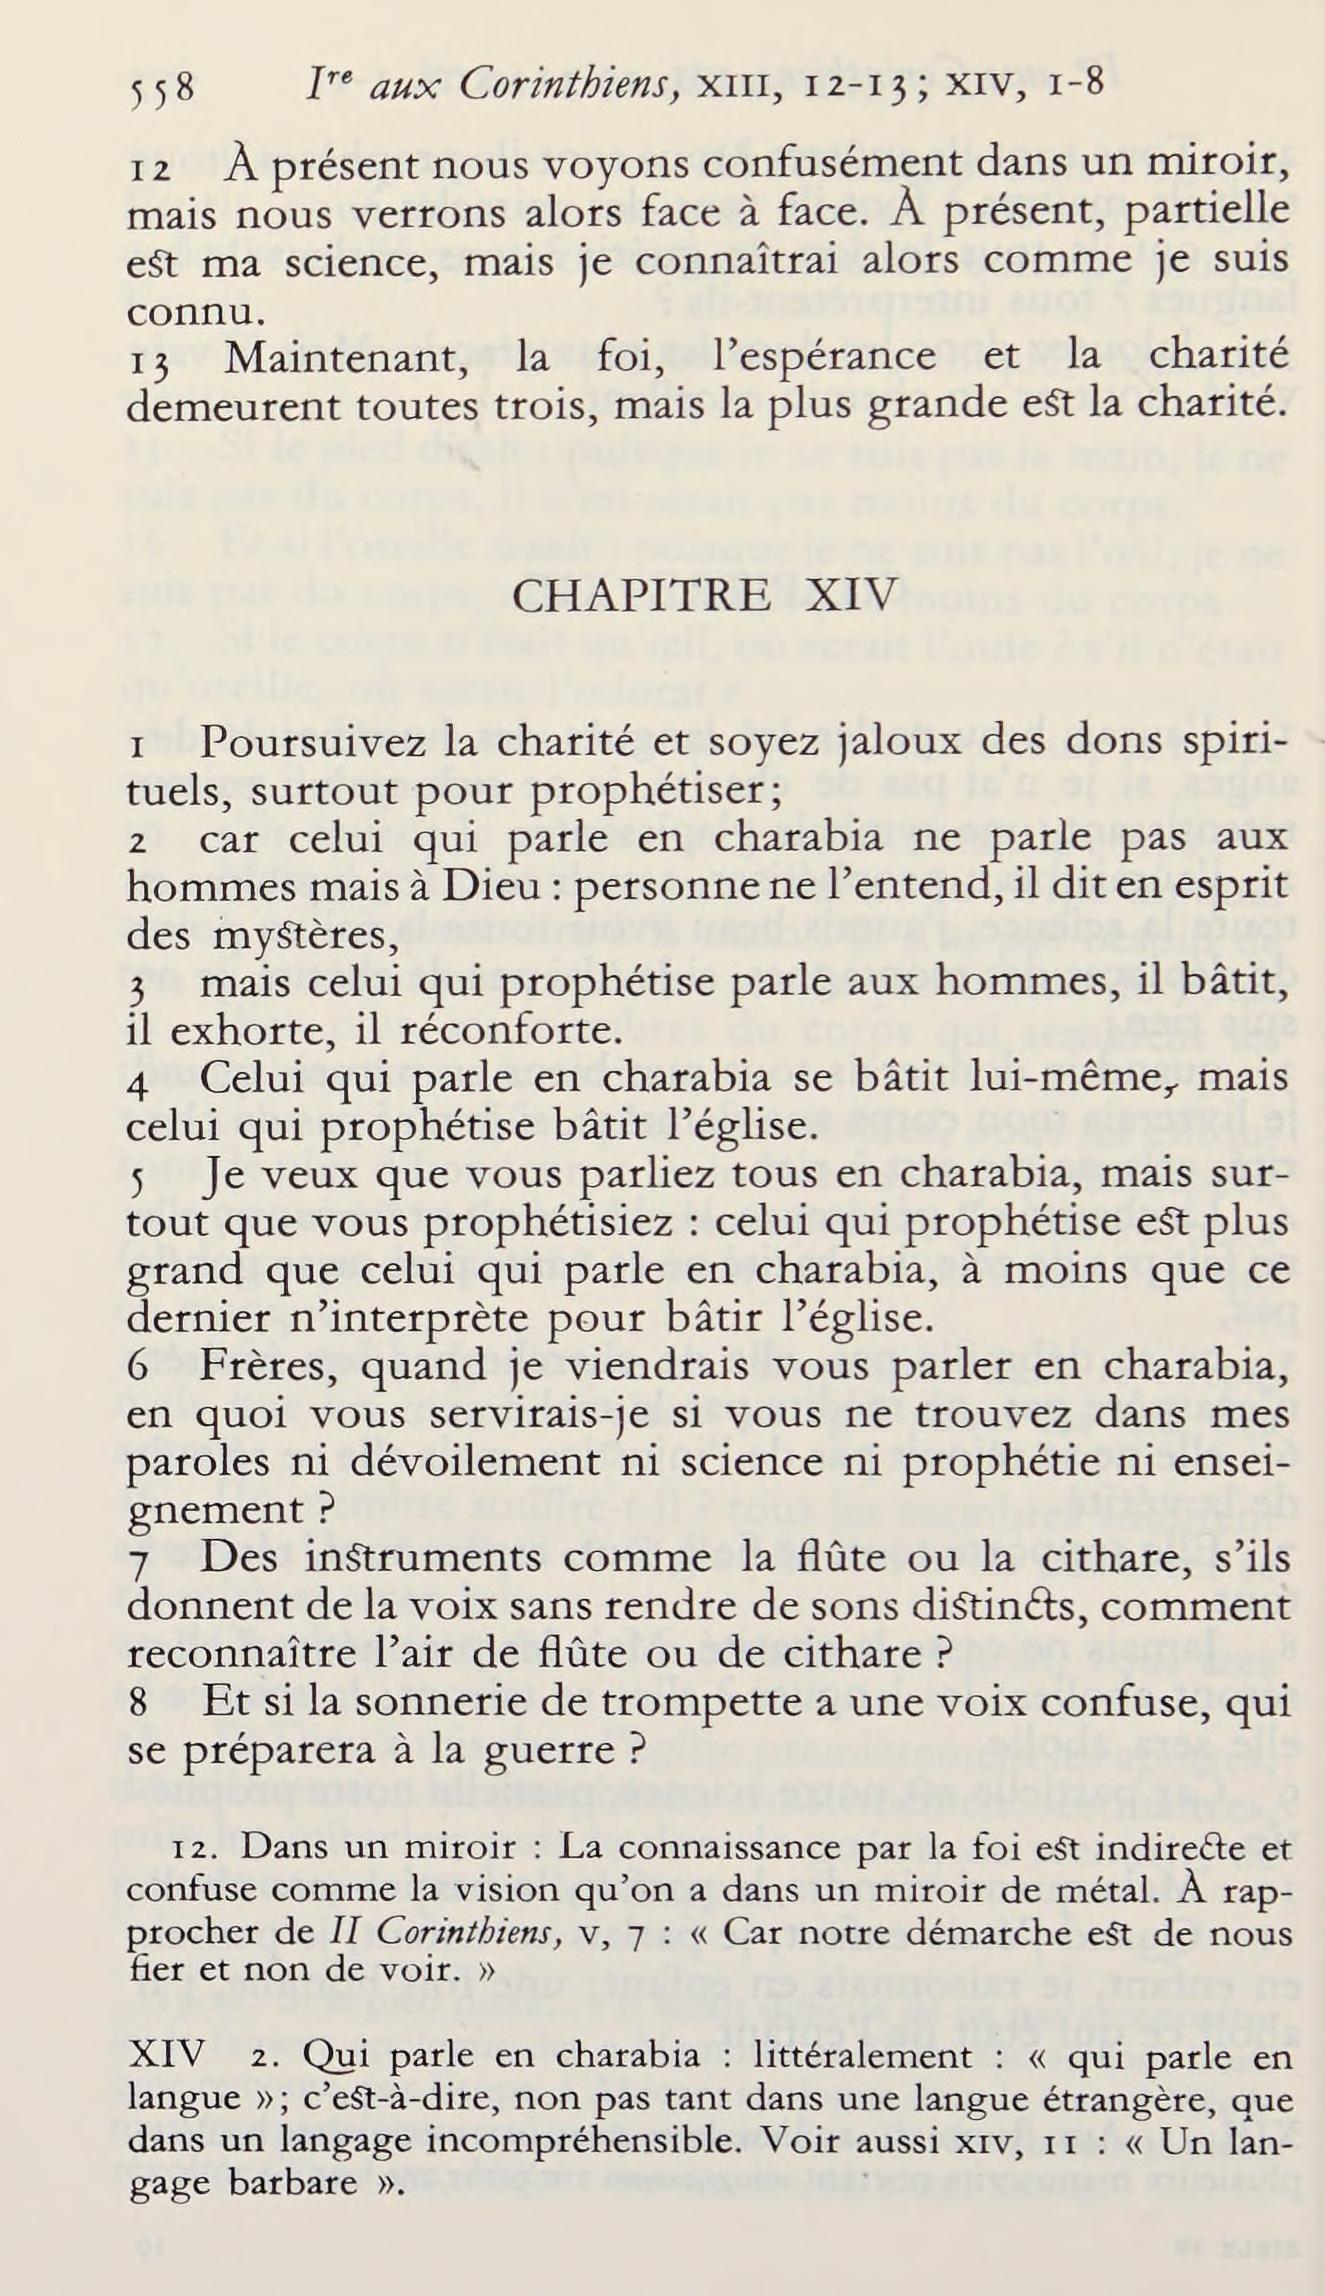 558 Iʳᵉ aux Corinthiens, XIII, 12-13 ; XIV, 1-8
12 À présent nous voyons confusément dans un miroir,
mais nous verrons alors face à face. À présent, partielle
est ma science, mais je connaîtrai alors comme je suis
connu.
13 Maintenant, la foi, l’espérance et la charité
demeurent toutes trois, mais la plus grande est la charité.
CHAPITRE XIV
1 Poursuivez la charité et soyez jaloux des dons spiri-
tuels, surtout pour prophétiser;
2 car celui qui parle en charabia ne parle pas aux
hommes mais à Dieu : personne ne l’entend, il dit en esprit
des mystères,
3 mais celui qui prophétise parle aux hommes, il bâtit,
il exhorte, il réconforte.
4 Celui qui parle en charabia se bâtit lui-même, mais
celui qui prophétise bâtit l’église.
5 Je veux que vous parliez tous en charabia, mais sur-
tout que vous prophétisiez : celui qui prophétise est plus
grand que celui qui parle en charabia, à moins que ce
dernier n’interprète pour bâtir l’église.
6 Frères, quand je viendrais vous parler en charabia,
en quoi vous servirais-je si vous ne trouvez dans mes
paroles ni dévoilement ni science ni prophétie ni ensei-
gnement ?
7 Des instruments comme la flûte ou la cithare, s’ils
donnent de la voix sans rendre de sons distincts, comment
reconnaître l’air de flûte ou de cithare ?
8 Et si la sonnerie de trompette a une voix confuse, qui
se préparera à la guerre ?
12. Dans un miroir : La connaissance par la foi est indirecte et
confuse comme la vision qu’on a dans un miroir de métal. À rap-
procher de II Corinthiens, V, 7 : « Car notre démarche est de nous
fier et non de voir. »
XIV 2. Qui parle en charabia : littéralement : « qui parle en
langue »; c’est-à-dire, non pas tant dans une langue étrangère, que
dans un langage incompréhensible. Voir aussi XIV, 11 : « Un lan-
gage barbare ».